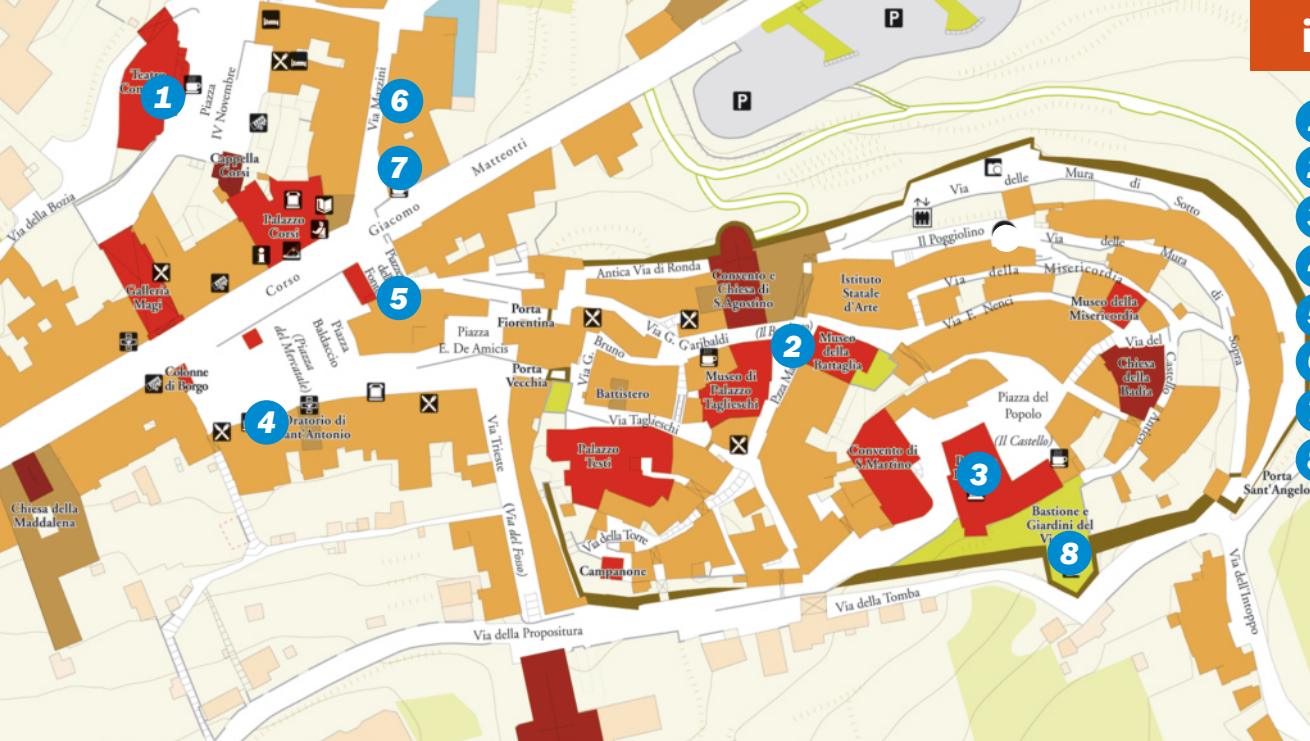 P
P
i
Teatro
1
Piazza
IV Novembre
Via Mazzini
6
7
Cappella
Corsi
Via della Bozia
Palazzo
Corsi
i
Giacomo
Matteotti
Corso
Galleria
Magi
5
Piazza
Baldaccio
(Piazza
del Mercatale)
Colonne
di Borgo
4
Oratorio di
Sant'Antonio
Chiesa della
Maddalena
Piazza
E. De Amicis
Porta
Fiorentina
Porta
Vecchia
Via Trieste
(Via del Fosso)
Antica Via di Ronda
Convento e
Chiesa di
S.Agostino
Via G. Garibaldi
Via G.
Bruno
Battistero
Via Taglieschi
Museo di
Palazzo
Taglieschi
2
Museo
della
Battaglia
Istituto
Statale
d'Arte
Il Poggiolino
Via delle Mura di Sotto
Via delle Mura di Sopra
Via della Misericordia
Via F. Nenci
Museo della
Misericordia
Via del
Castello
Antico
Chiesa
della
Badia
Piazza del
Popolo
(Il Castello)
3
Convento di
S.Martino
Palazzo
Testi
Via della Torre
Campanone
Bastione e
Giardini del
8
Porta
Sant'Angelo
Via della Tomba
Via della Propositura
Via dell'Intoppo